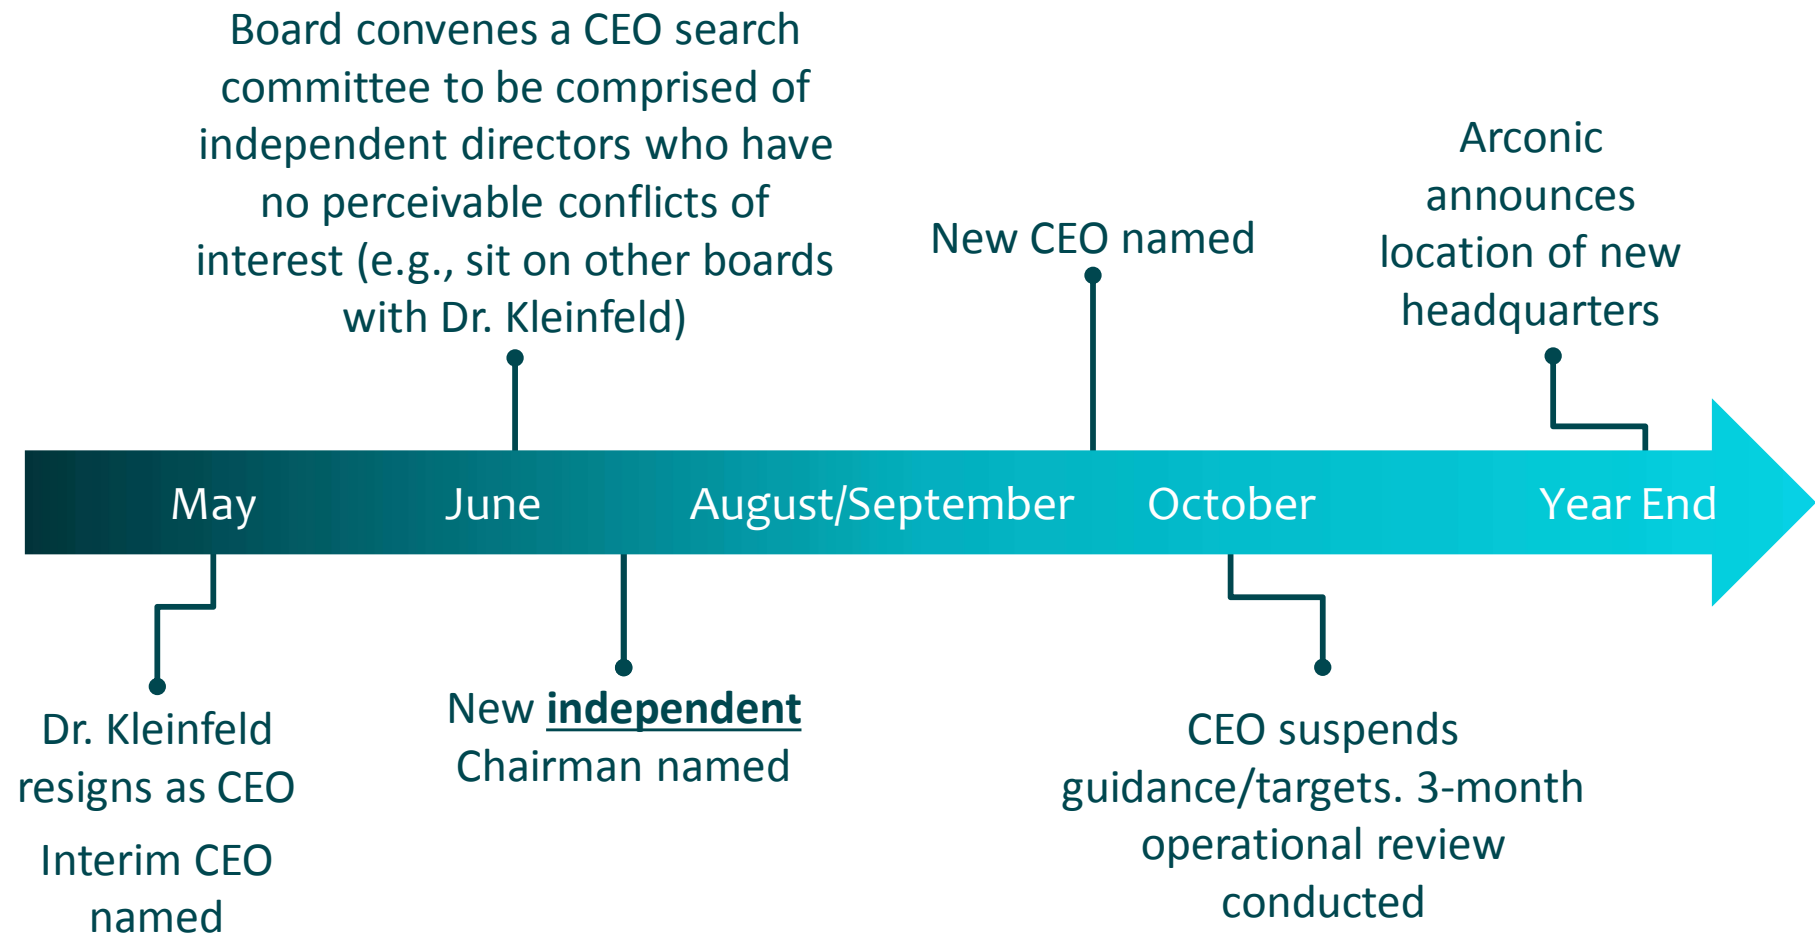 Board convenes a CEO search
committee to be comprised of
independent directors who have
no perceivable conflicts of
interest (e.g., sit on other boards
with Dr. Kleinfeld)
New CEO named
Arconic
announces
location of new
headquarters
May
June
August/September
October
Year End
Dr. Kleinfeld
resigns as CEO
Interim CEO
named
New independent
Chairman named
CEO suspends
guidance/targets. 3-month
operational review
conducted